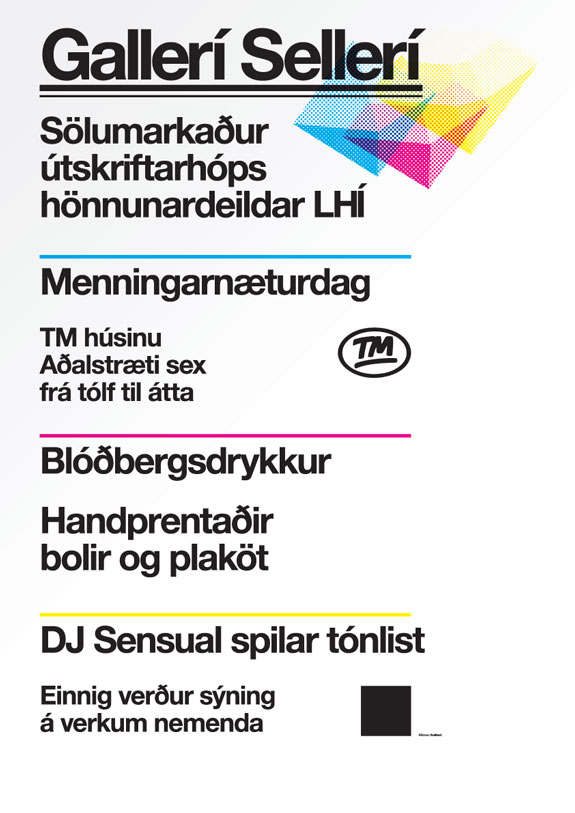 Gallerí Sellerí
Sölumarkaður
útskriftarhóps
hönnunardeildar LHÍ
Menningarnæturdag
TM húsinu
Aðalstræti sex
frá tólf til átta
TM
Blóðbergsdrykkur
Handprentaðir
bolir og plaköt
DJ Sensual spilar tónlist
Einnig verður sýning
á verkum nemenda